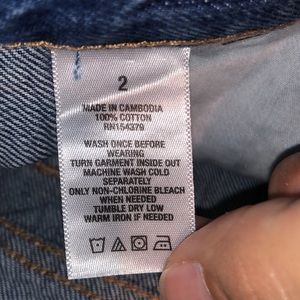 2
MADE IN CAMBODIA
100% COTTON
RN154379
WASH ONCE BEFORE
WEARING
TURN GARMENT INSIDE OUT
MACHINE WASH COLD
SEPARATELY
ONLY NON-CHLORINE BLEACH
WHEN NEEDED
TUMBLE DRY LOW
WARM IRON IF NEEDED